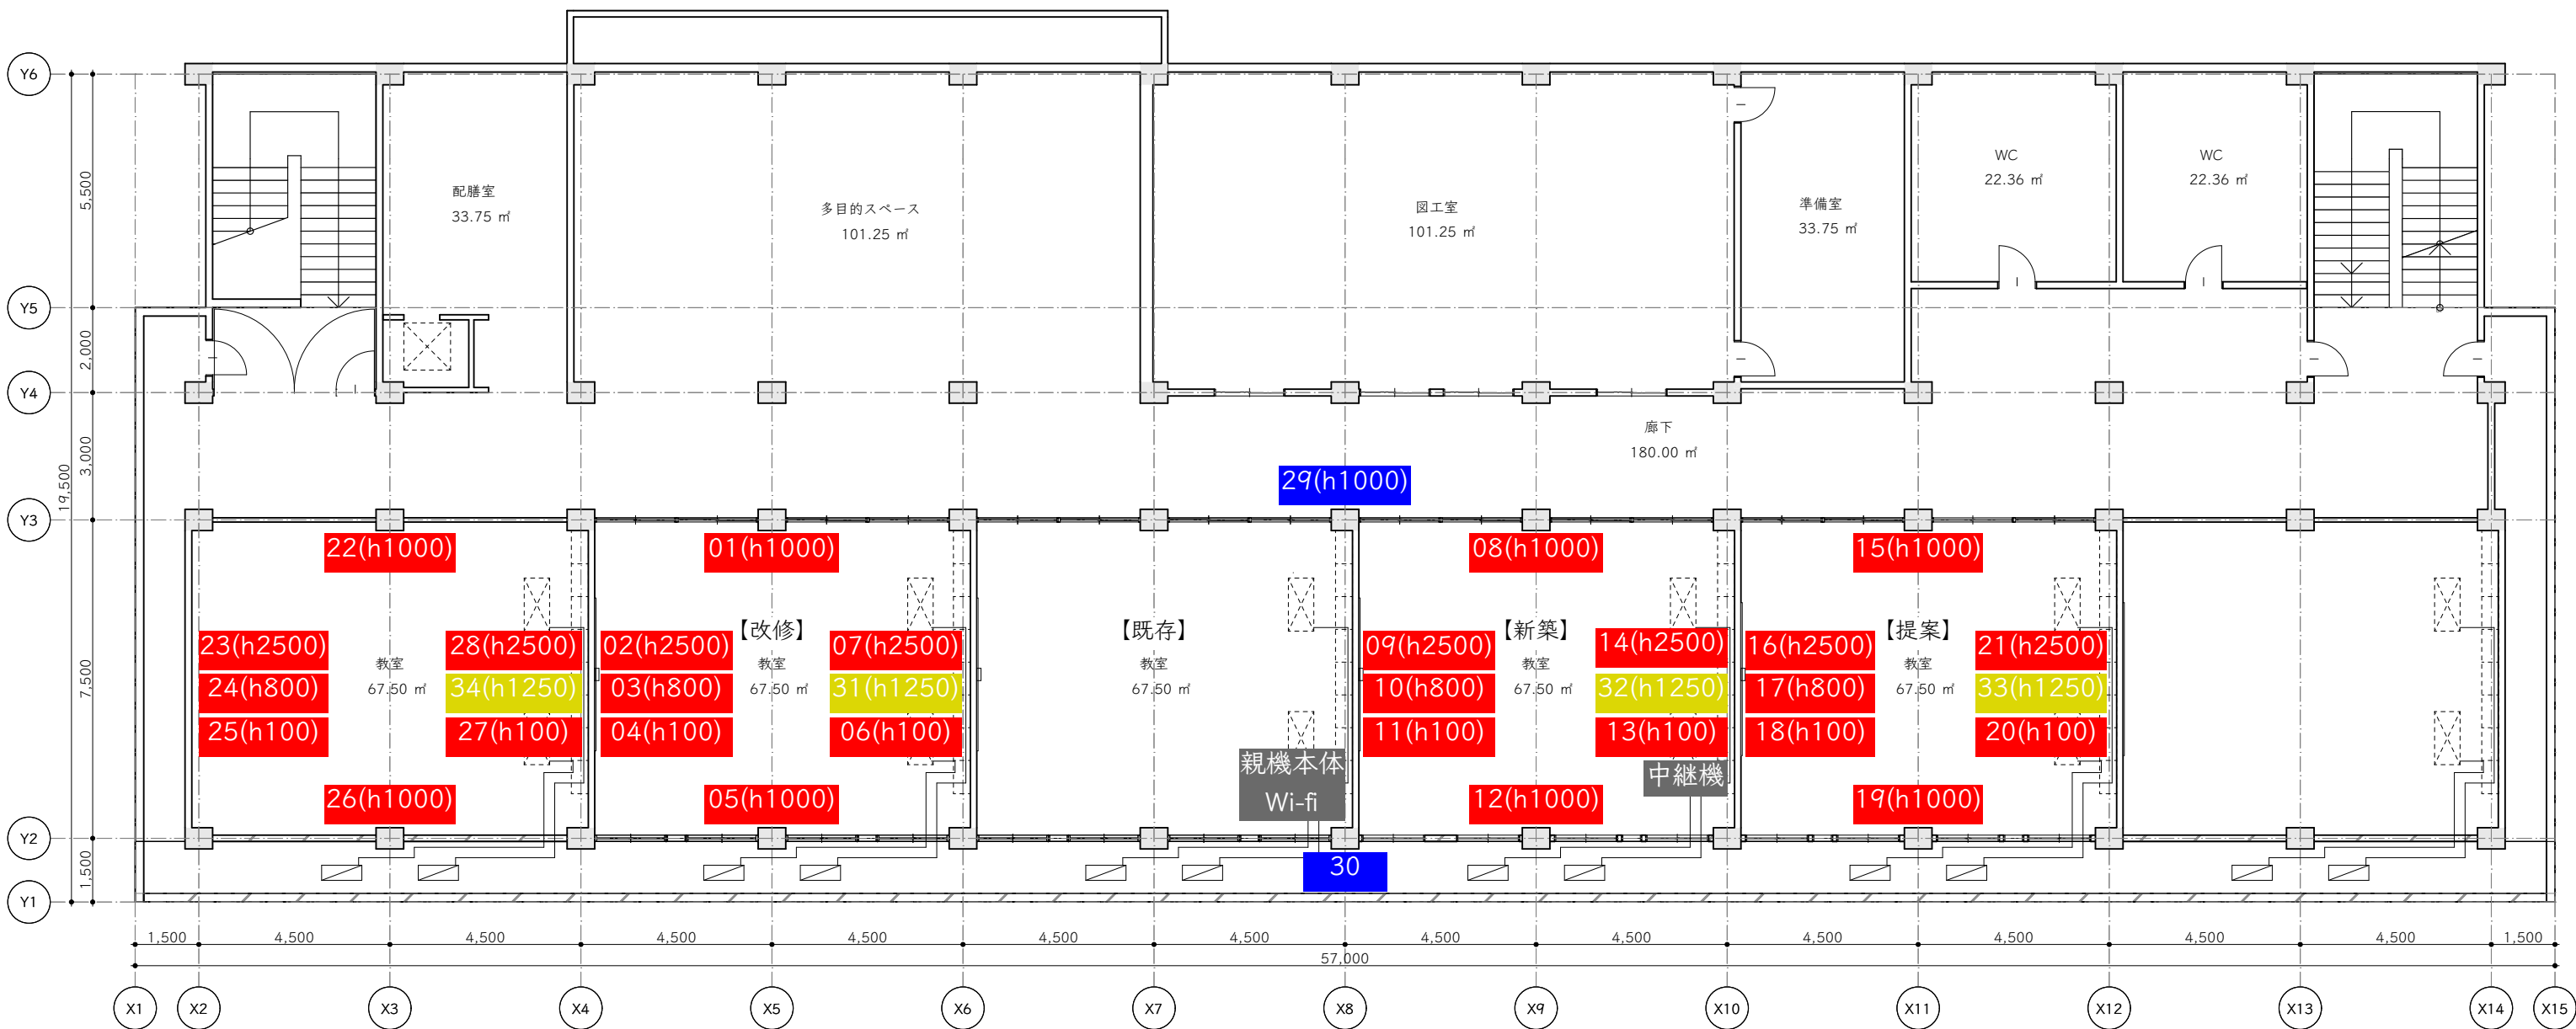 Y6
Y5
Y4
Y3
Y2
Y1
5,500
2,000
3,000
19,500
7,500
1,500
配膳室
33.75 ㎡
多目的スペース
101.25 ㎡
図工室
101.25 ㎡
準備室
33.75 ㎡
WC
22.36 ㎡
WC
22.36 ㎡
廊下
180.00 ㎡
29(h1000)
22(h1000)
23(h2500)
24(h800)
25(h100)
教室
67.50 ㎡
28(h2500)
34(h1250)
27(h100)
26(h1000)
01(h1000)
【改修】
02(h2500)
03(h800)
04(h100)
教室
67.50 ㎡
07(h2500)
31(h1250)
06(h100)
05(h1000)
【既存】
教室
67.50 ㎡
親機本体
Wi-fi
30
08(h1000)
【新築】
09(h2500)
10(h800)
11(h100)
教室
67.50 ㎡
14(h2500)
32(h1250)
13(h100)
中継機
12(h1000)
15(h1000)
【提案】
16(h2500)
17(h800)
18(h100)
教室
67.50 ㎡
21(h2500)
33(h1250)
20(h100)
19(h1000)
1,500 4,500 4,500 4,500 4,500 4,500 4,500 4,500 4,500 4,500 4,500 4,500 4,500 1,500
57,000
X1 X2 X3 X4 X5 X6 X7 X8 X9 X10 X11 X12 X13 X14 X15